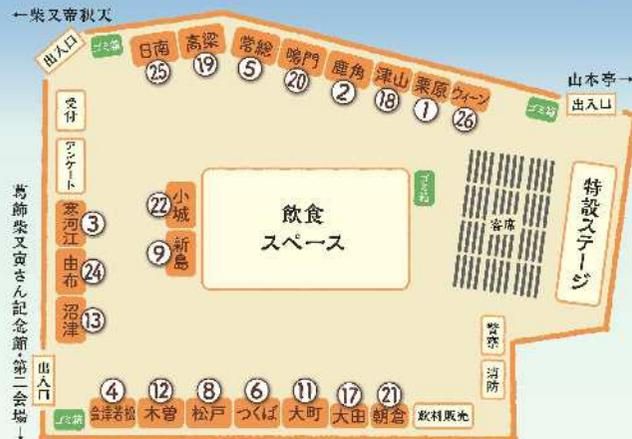 ←柴又帝釈天
出入口
ゴミ箱
日南
25
高梁
19
常総
5
鳴門
20
鹿角
2
津山
18
栗原
1
ウィーン
26
ゴミ箱
山本亭→
出入口
受付
アンケート
寒河江
3
由布
24
沼津
13
小城
22
新島
9
飲食
スペース
ゴミ箱
客席
特設ステージ
警察
消防
葛飾柴又寅さん記念館・第二会場→
出入口
ゴミ箱
4
会津若松
12
木曽
8
松戸
6
つくば
11
大町
17
大田
21
朝倉
飲料販売